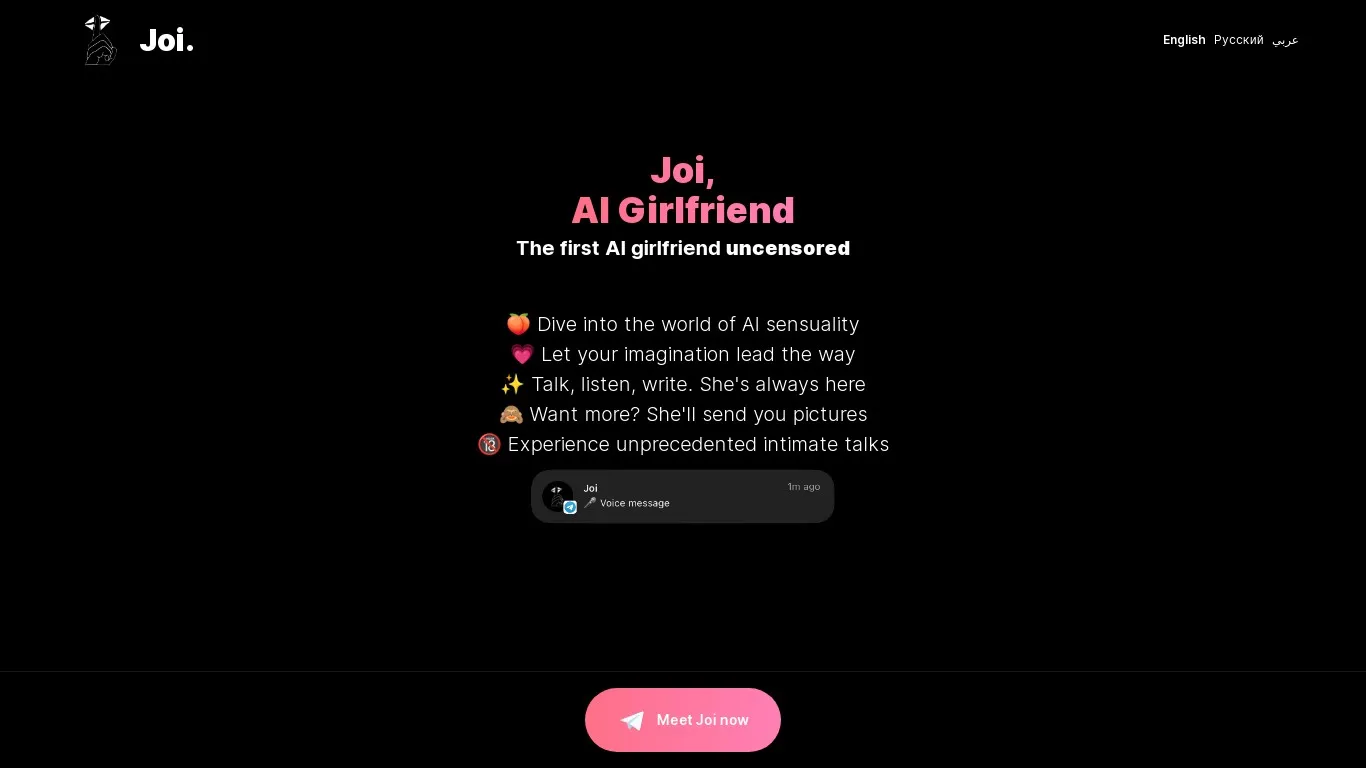 Joi.
English Русский عربي
Joi,
AI Girlfriend
The first AI girlfriend uncensored
🍑 Dive into the world of AI sensuality
💗 Let your imagination lead the way
✨ Talk, listen, write. She's always here
🙈 Want more? She'll send you pictures
🔞 Experience unprecedented intimate talks
Joi 1m ago
🎤 Voice message
Meet Joi now